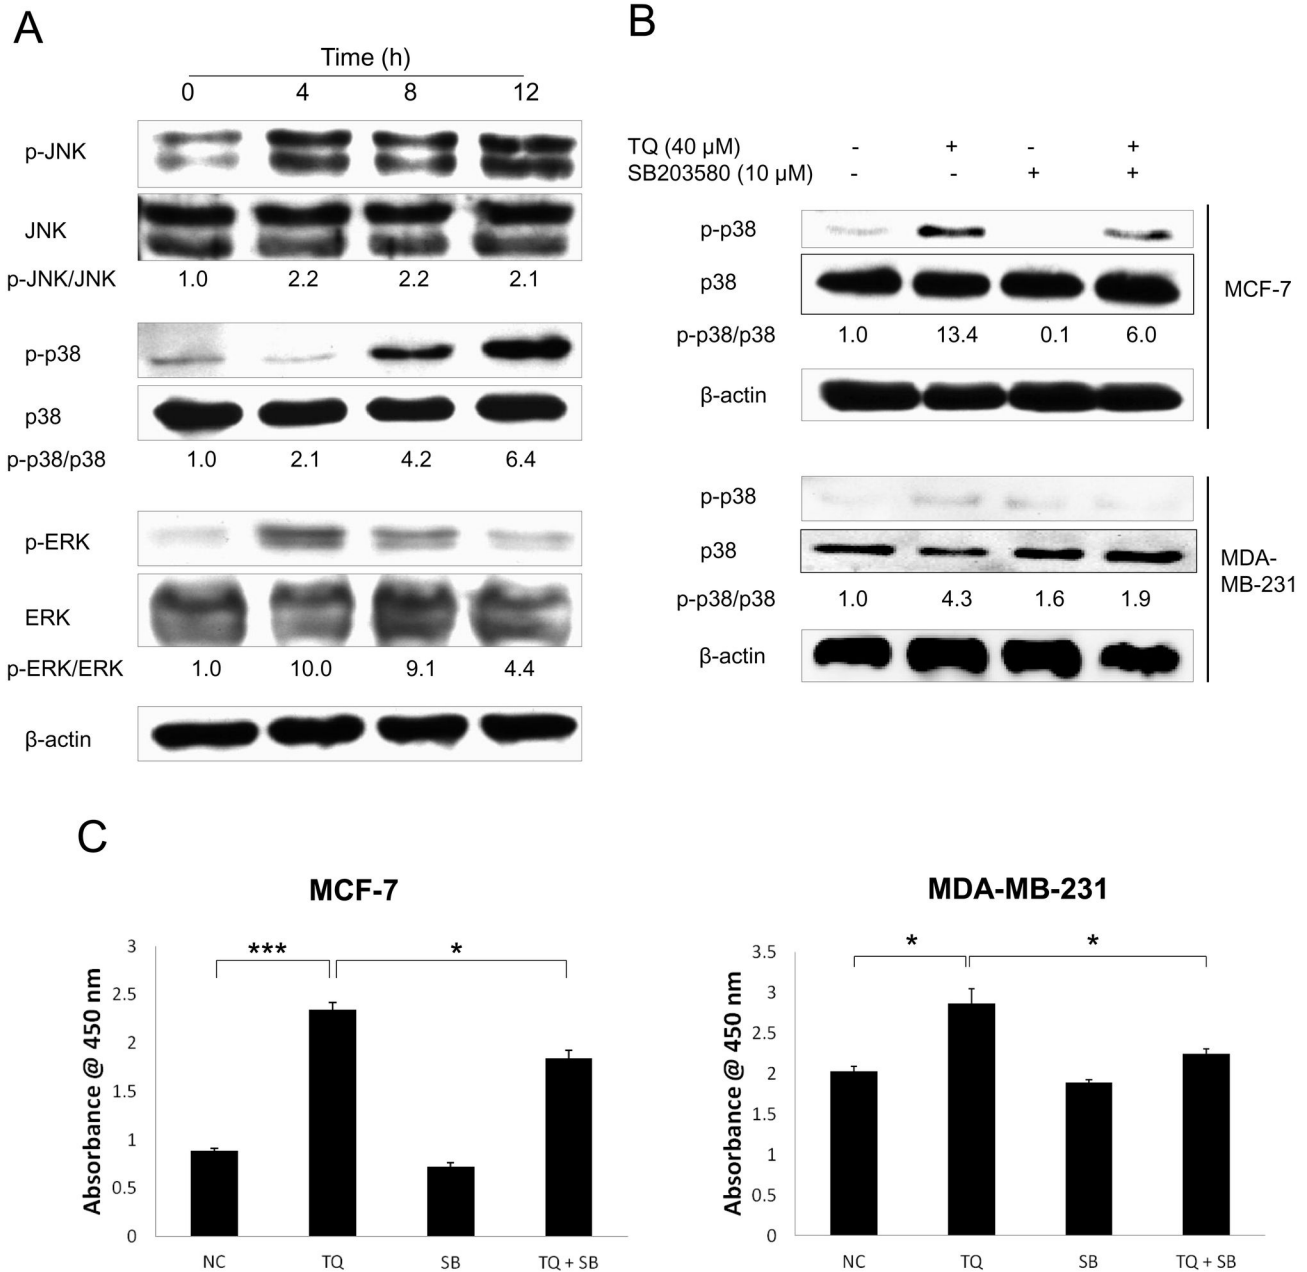 A
Time (h)
0 4 8 12
p-JNK
JNK
p-JNK/JNK 1.0 2.2 2.2 2.1
p-p38
p38
p-p38/p38 1.0 2.1 4.2 6.4
p-ERK
ERK
p-ERK/ERK 1.0 10.0 9.1 4.4
β-actin
B
TQ (40 µM) - + - +
SB203580 (10 µM) - - + +
p-p38
p38
p-p38/p38 1.0 13.4 0.1 6.0
β-actin
MCF-7
p-p38
p38
p-p38/p38 1.0 4.3 1.6 1.9
β-actin
MDA-
MB-231
C
MCF-7
*** *
Absorbance @ 450 nm
3
2.5
2
1.5
1
0.5
0
NC TQ SB TQ + SB
MDA-MB-231
* *
Absorbance @ 450 nm
3.5
3
2.5
2
1.5
1
0.5
0
NC TQ SB TQ + SB